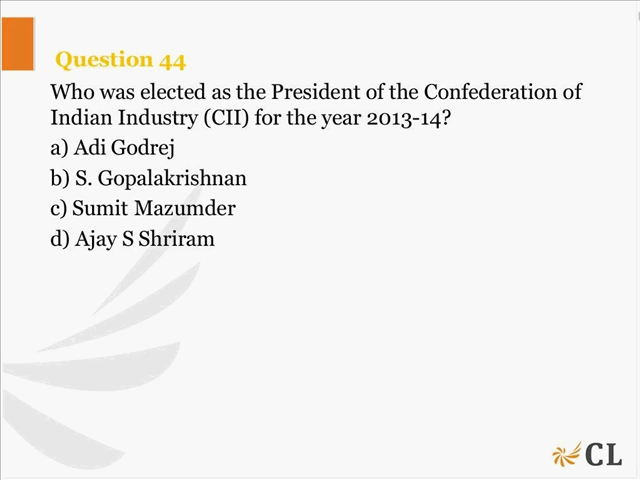 Question 44
Who was elected as the President of the Confederation of
Indian Industry (CII) for the year 2013-14?
a) Adi Godrej
b) S. Gopalakrishnan
c) Sumit Mazumder
d) Ajay S Shriram
CL